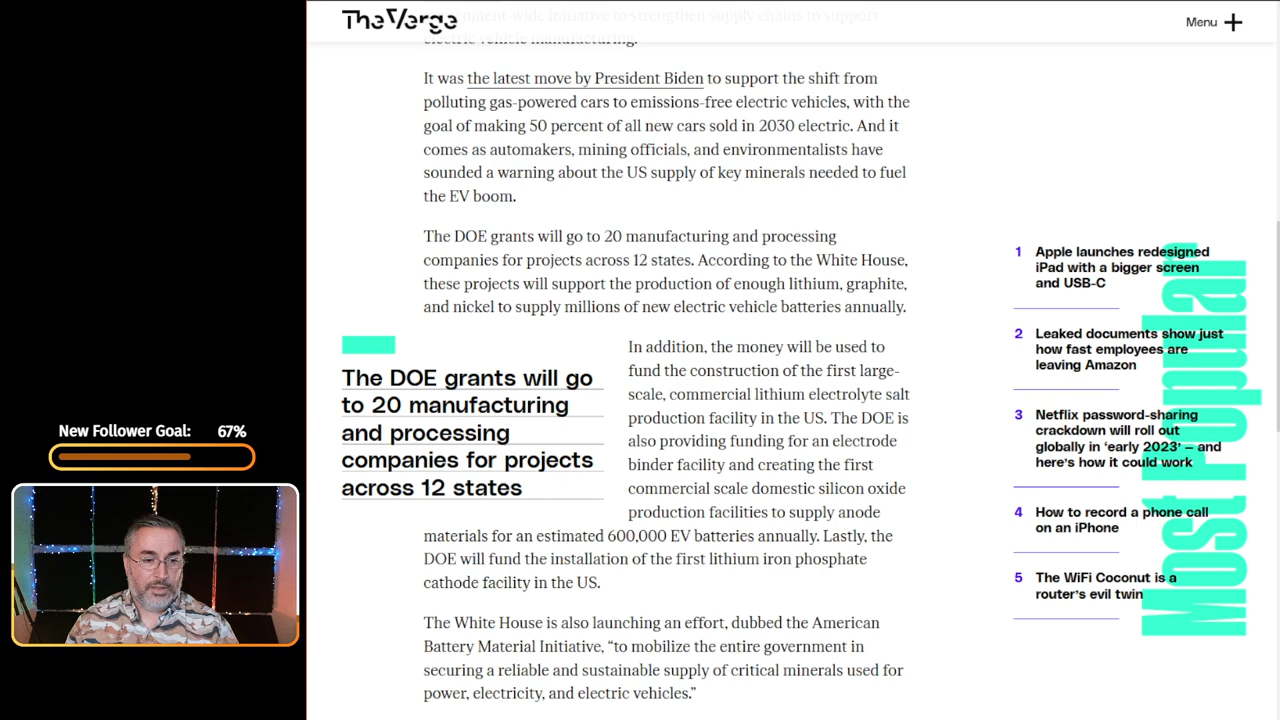 The Verge
Menu
government-wide initiative to strengthen supply chains to support
electric vehicle manufacturing.
It was the latest move by President Biden to support the shift from
polluting gas-powered cars to emissions-free electric vehicles, with the
goal of making 50 percent of all new cars sold in 2030 electric. And it
comes as automakers, mining officials, and environmentalists have
sounded a warning about the US supply of key minerals needed to fuel
the EV boom.
The DOE grants will go to 20 manufacturing and processing
companies for projects across 12 states. According to the White House,
these projects will support the production of enough lithium, graphite,
and nickel to supply millions of new electric vehicle batteries annually.
The DOE grants will go
to 20 manufacturing
and processing
companies for projects
across 12 states
In addition, the money will be used to
fund the construction of the first large-
scale, commercial lithium electrolyte salt
production facility in the US. The DOE is
also providing funding for an electrode
binder facility and creating the first
commercial scale domestic silicon oxide
production facilities to supply anode
materials for an estimated 600,000 EV batteries annually. Lastly, the
DOE will fund the installation of the first lithium iron phosphate
cathode facility in the US.
The White House is also launching an effort, dubbed the American
Battery Material Initiative, “to mobilize the entire government in
securing a reliable and sustainable supply of critical minerals used for
power, electricity, and electric vehicles.”
Most Popular
1 Apple launches redesigned
iPad with a bigger screen
and USB-C
2 Leaked documents show just
how fast employees are
leaving Amazon
3 Netflix password-sharing
crackdown will roll out
globally in ‘early 2023’ — and
here’s how it could work
4 How to record a phone call
on an iPhone
5 The WiFi Coconut is a
router’s evil twin
New Follower Goal: 67%